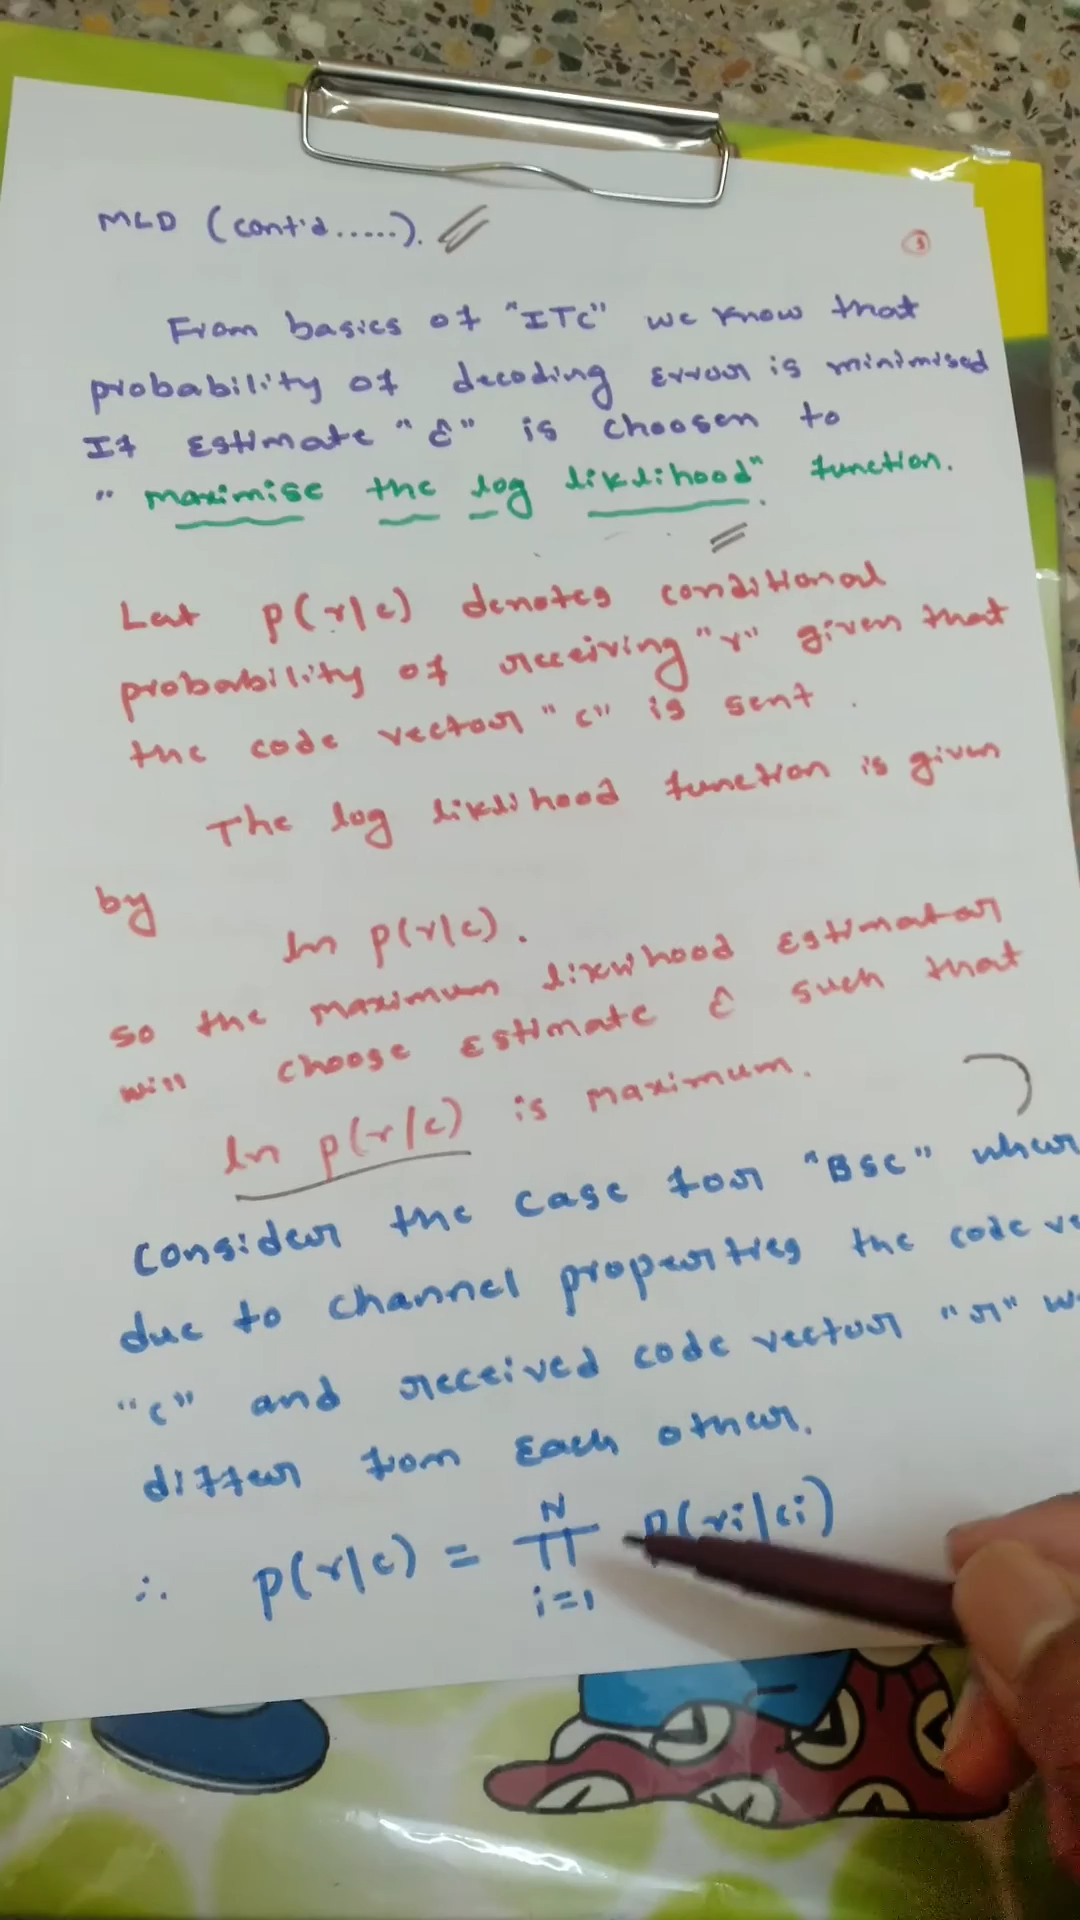 MLD (cont'd......).
3
From basics of "ITC" we know that
probability of decoding error is minimised
If Estimate "ĉ" is choosen to
"maximise the log liklihood" function.
Let p(r/c) denotes conditional
probability of receiving "r" given that
the code vector "c" is sent.
The log liklihood function is given
by
ln p(r/c).
so the maximum liklihood Estimator
will choose Estimate ĉ such that
ln p(r/c) is maximum.
Consider the case for "BSC" wher
due to channel properties the code ve
"c" and received code vector "r" w
differ from Each other.
∴ p(r/c) = N
∏ p(ri/ci)
i=1